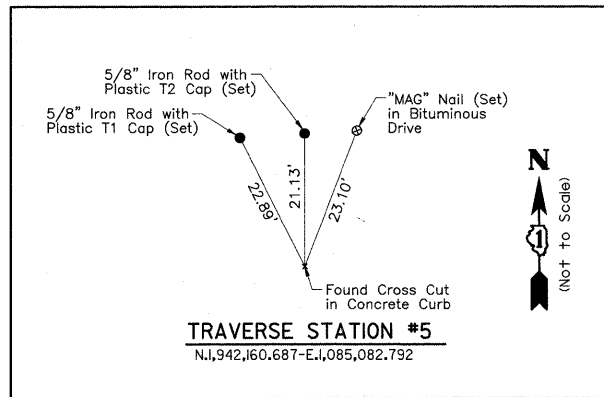 5/8" Iron Rod with
Plastic T2 Cap (Set)
5/8" Iron Rod with
Plastic T1 Cap (Set)
"MAG" Nail (Set)
in Bituminous
Drive
22.89'
21.13'
23.10'
N
1
(Not to Scale)
Found Cross Cut
in Concrete Curb
TRAVERSE STATION #5
N.1,942,160.687-E.1,085,082.792